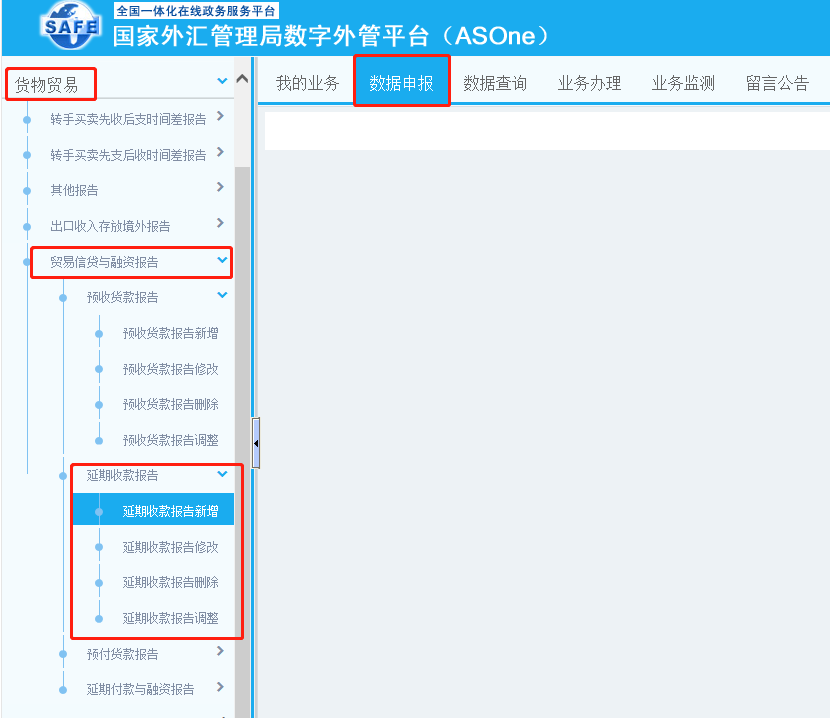 SAFE
全国一体化在线政务服务平台
国家外汇管理局数字外管平台（ASOne）
货物贸易
我的业务 数据申报 数据查询 业务办理 业务监测 留言公告
转手买卖先收后支时间差报告
转手买卖先支后收时间差报告
其他报告
出口收入存放境外报告
贸易信贷与融资报告
预收货款报告
预收货款报告新增
预收货款报告修改
预收货款报告删除
预收货款报告调整
延期收款报告
延期收款报告新增
延期收款报告修改
延期收款报告删除
延期收款报告调整
预付货款报告
延期付款与融资报告